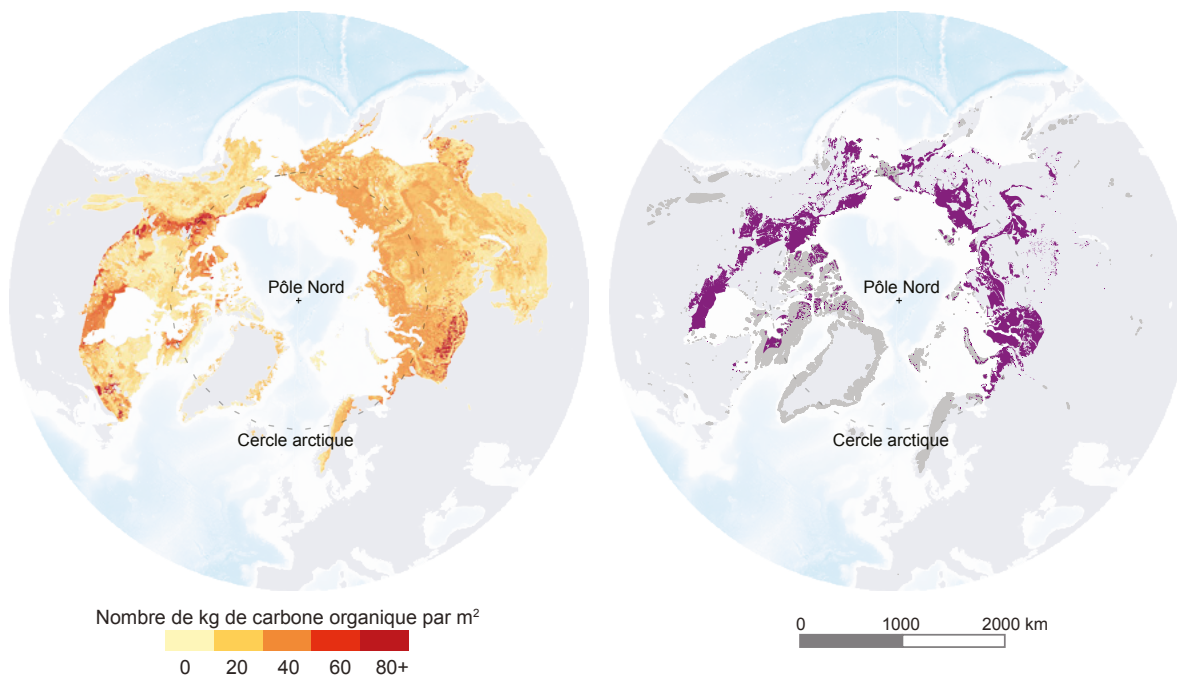 Pôle Nord
+
Cercle arctique
Nombre de kg de carbone organique par m²
0 20 40 60 80+
Pôle Nord
+
Cercle arctique
0 1000 2000 km